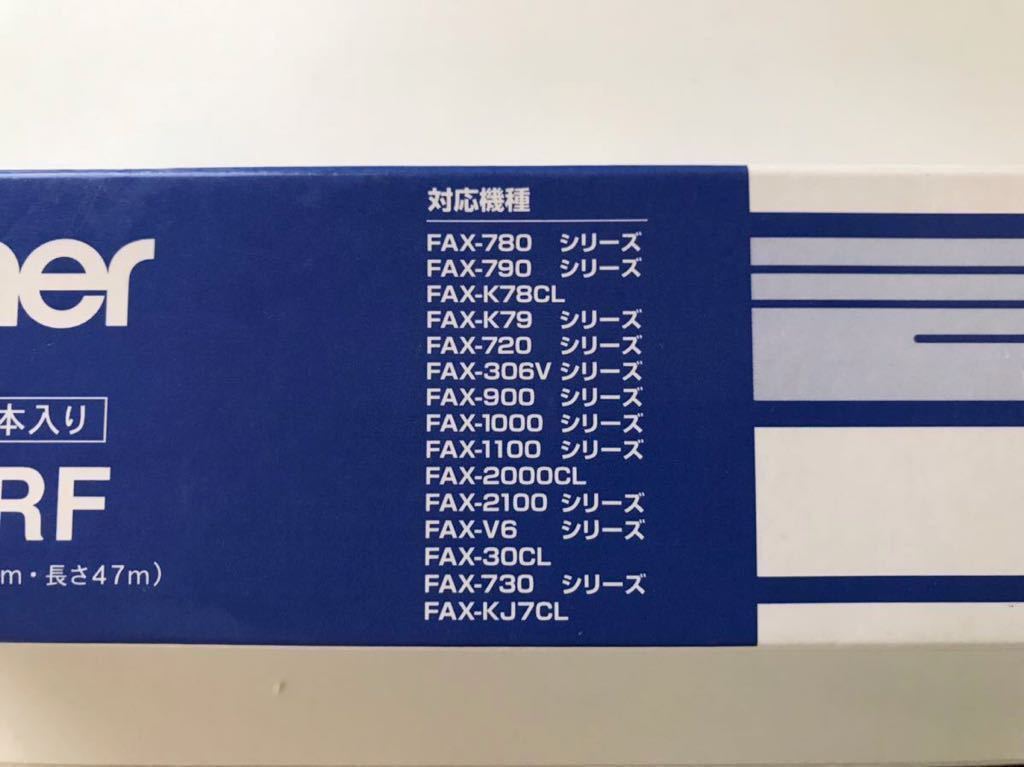 対応機種
FAX-780 シリーズ
FAX-790 シリーズ
FAX-K78CL
FAX-K79 シリーズ
FAX-720 シリーズ
FAX-306V シリーズ
FAX-900 シリーズ
FAX-1000 シリーズ
FAX-1100 シリーズ
FAX-2000CL
FAX-2100 シリーズ
FAX-V6 シリーズ
FAX-30CL
FAX-730 シリーズ
FAX-KJ7CL
her
本入り
RF
m・長さ47m)